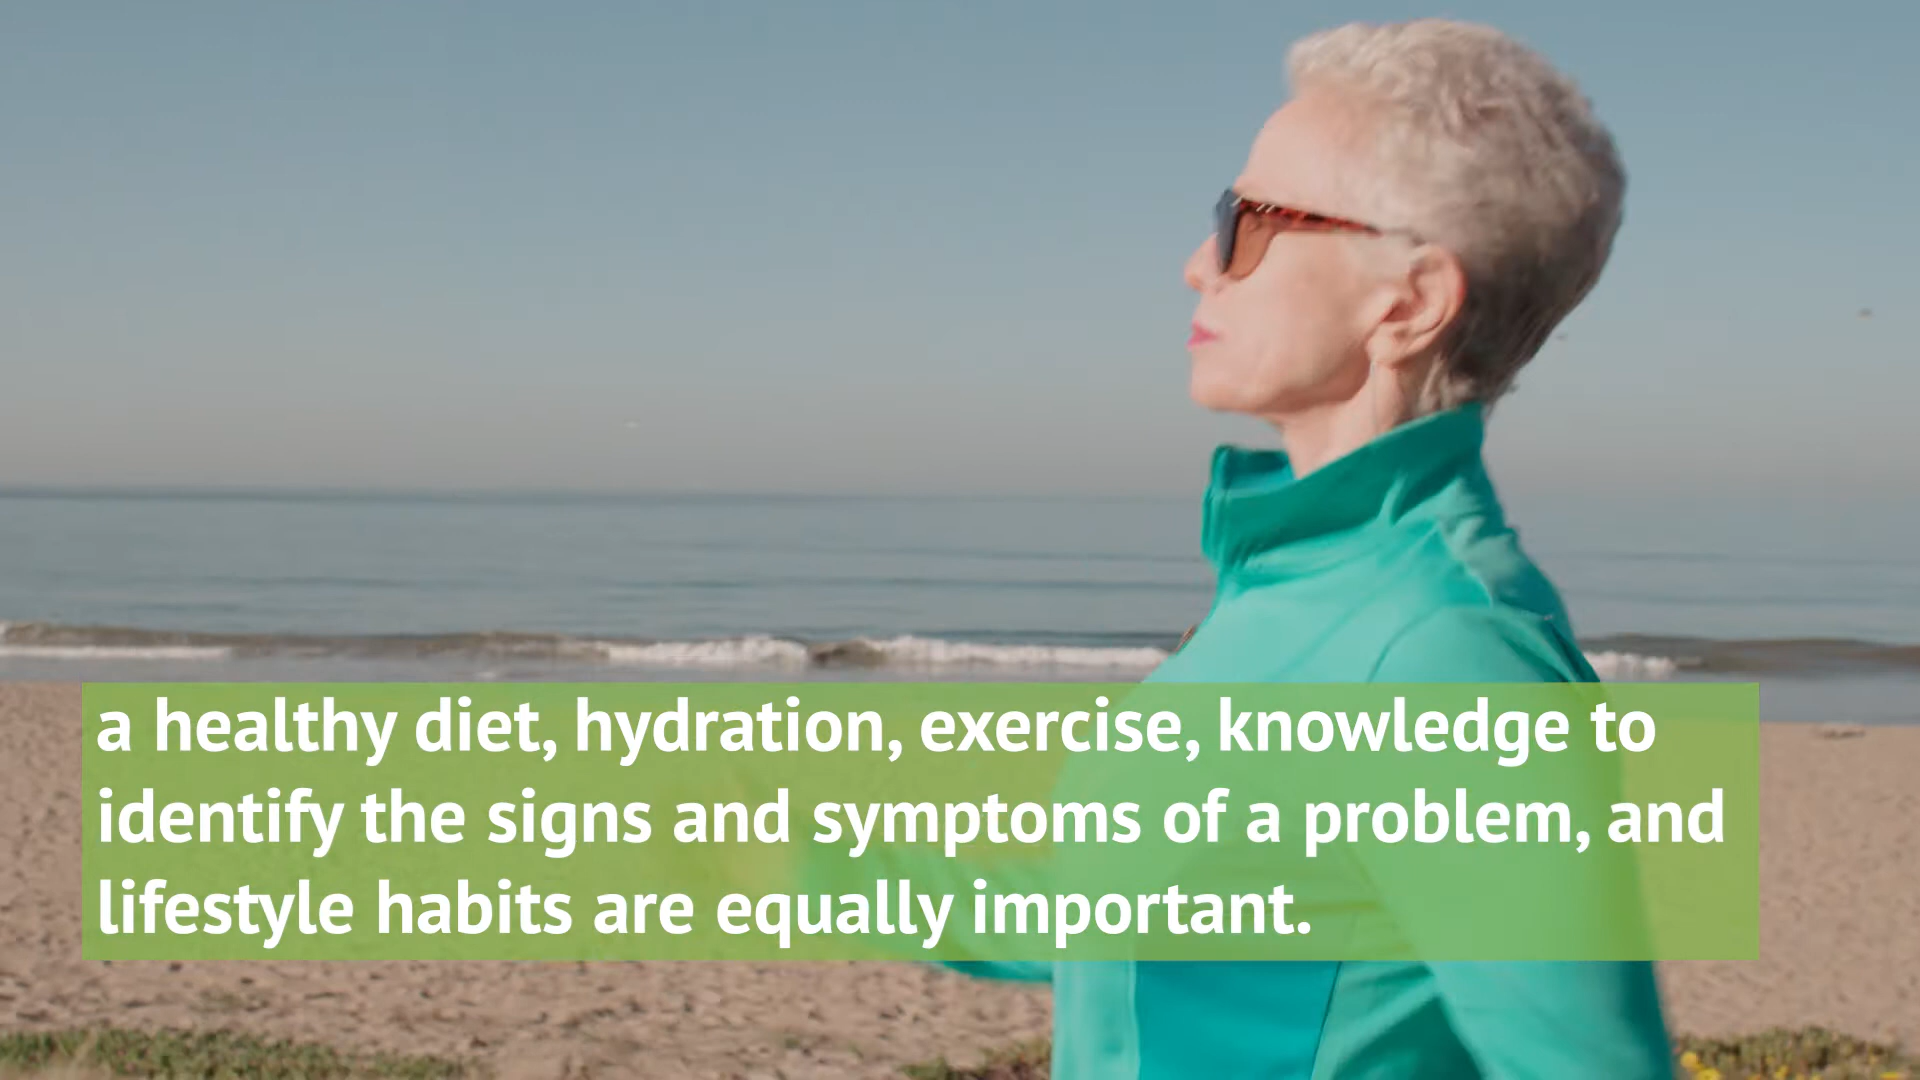 a healthy diet, hydration, exercise, knowledge to
identify the signs and symptoms of a problem, and
lifestyle habits are equally important.